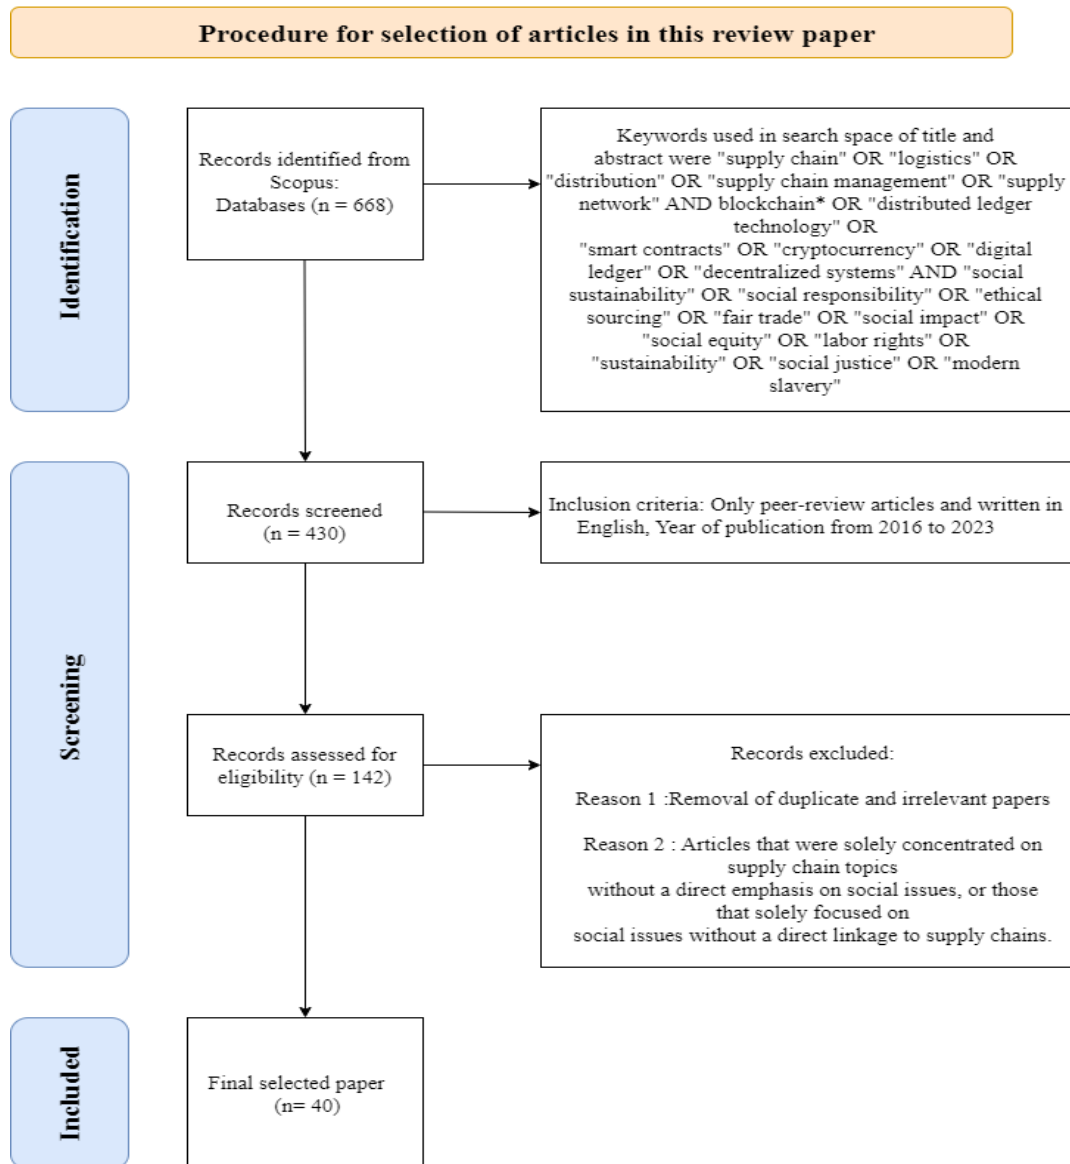 Procedure for selection of articles in this review paper
Identification
Records identified from
Scopus:
Databases (n = 668)
Keywords used in search space of title and
abstract were "supply chain" OR "logistics" OR
"distribution" OR "supply chain management" OR "supply
network" AND blockchain* OR "distributed ledger
technology" OR
"smart contracts" OR "cryptocurrency" OR "digital
ledger" OR "decentralized systems" AND "social
sustainability" OR "social responsibility" OR "ethical
sourcing" OR "fair trade" OR "social impact" OR
"social equity" OR "labor rights" OR
"sustainability" OR "social justice" OR "modern
slavery"
Screening
Records screened
(n = 430)
Inclusion criteria: Only peer-review articles and written in
English, Year of publication from 2016 to 2023
Records assessed for
eligibility (n = 142)
Records excluded:
Reason 1 :Removal of duplicate and irrelevant papers
Reason 2 : Articles that were solely concentrated on
supply chain topics
without a direct emphasis on social issues, or those
that solely focused on
social issues without a direct linkage to supply chains.
Included
Final selected paper
(n= 40)